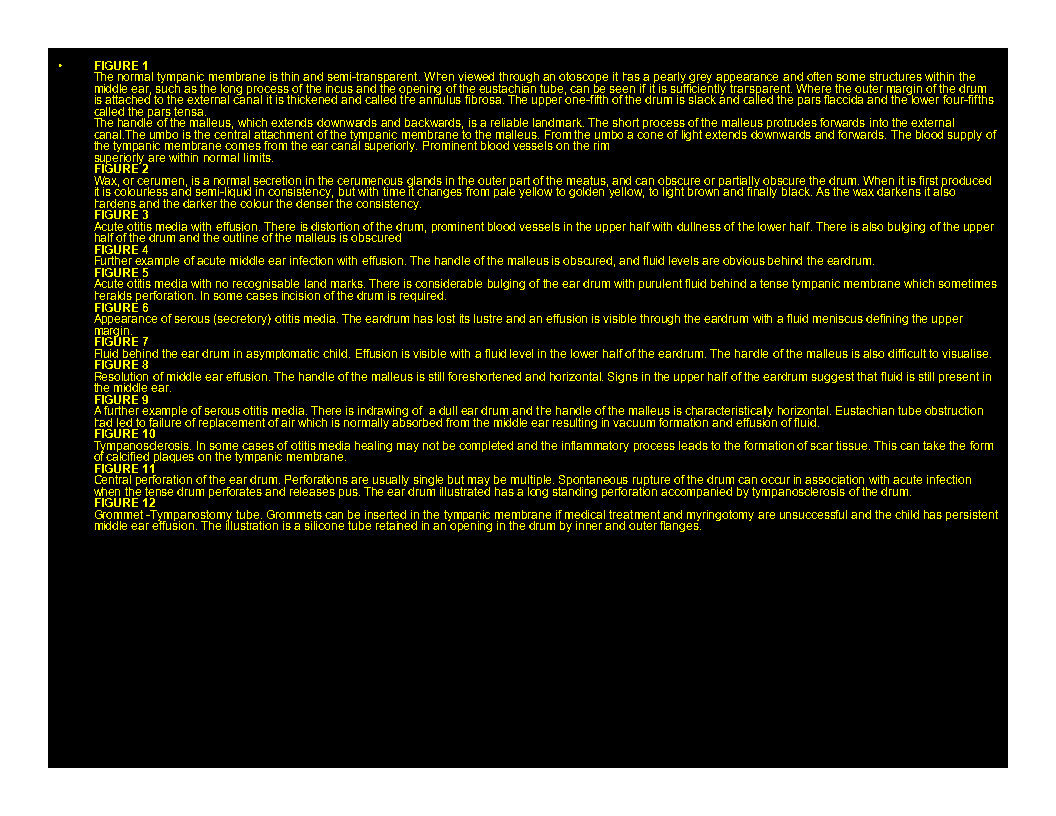 • FIGURE 1
The normal tympanic membrane is thin and semi-transparent. When viewed through an otoscope it has a pearly grey appearance and often some structures within the
middle ear, such as the long process of the incus and the opening of the eustachian tube, can be seen if it is sufficiently transparent. Where the outer margin of the drum
is attached to the external canal it is thickened and called the annulus fibrosa. The upper one-fifth of the drum is slack and called the pars flaccida and the lower four-fifths
called the pars tensa.
The handle of the malleus, which extends downwards and backwards, is a reliable landmark. The short process of the malleus protrudes forwards into the external
canal.The umbo is the central attachment of the tympanic membrane to the malleus. From the umbo a cone of light extends downwards and forwards. The blood supply of
the tympanic membrane comes from the ear canal superiorly. Prominent blood vessels on the rim
superiorly are within normal limits.
FIGURE 2
Wax, or cerumen, is a normal secretion in the cerumenous glands in the outer part of the meatus, and can obscure or partially obscure the drum. When it is first produced
it is colourless and semi-liquid in consistency, but with time it changes from pale yellow to golden yellow, to light brown and finally black. As the wax darkens it also
hardens and the darker the colour the denser the consistency.
FIGURE 3
Acute otitis media with effusion. There is distortion of the drum, prominent blood vessels in the upper half with dullness of the lower half. There is also bulging of the upper
half of the drum and the outline of the malleus is obscured
FIGURE 4
Further example of acute middle ear infection with effusion. The handle of the malleus is obscured, and fluid levels are obvious behind the eardrum.
FIGURE 5
Acute otitis media with no recognisable land marks. There is considerable bulging of the ear drum with purulent fluid behind a tense tympanic membrane which sometimes
heralds perforation. In some cases incision of the drum is required.
FIGURE 6
Appearance of serous (secretory) otitis media. The eardrum has lost its lustre and an effusion is visible through the eardrum with a fluid meniscus defining the upper
margin.
FIGURE 7
Fluid behind the ear drum in asymptomatic child. Effusion is visible with a fluid level in the lower half of the eardrum. The handle of the malleus is also difficult to visualise.
FIGURE 8
Resolution of middle ear effusion. The handle of the malleus is still foreshortened and horizontal. Signs in the upper half of the eardrum suggest that fluid is still present in
the middle ear.
FIGURE 9
A further example of serous otitis media. There is indrawing of a dull ear drum and the handle of the malleus is characteristically horizontal. Eustachian tube obstruction
had led to failure of replacement of air which is normally absorbed from the middle ear resulting in vacuum formation and effusion of fluid.
FIGURE 10
Tympanosclerosis. In some cases of otitis media healing may not be completed and the inflammatory process leads to the formation of scar tissue. This can take the form
of calcified plaques on the tympanic membrane.
FIGURE 11
Central perforation of the ear drum. Perforations are usually single but may be multiple. Spontaneous rupture of the drum can occur in association with acute infection
when the tense drum perforates and releases pus. The ear drum illustrated has a long standing perforation accompanied by tympanosclerosis of the drum.
FIGURE 12
Grommet -Tympanostomy tube. Grommets can be inserted in the tympanic membrane if medical treatment and myringotomy are unsuccessful and the child has persistent
middle ear effusion. The illustration is a silicone tube retained in an opening in the drum by inner and outer flanges.